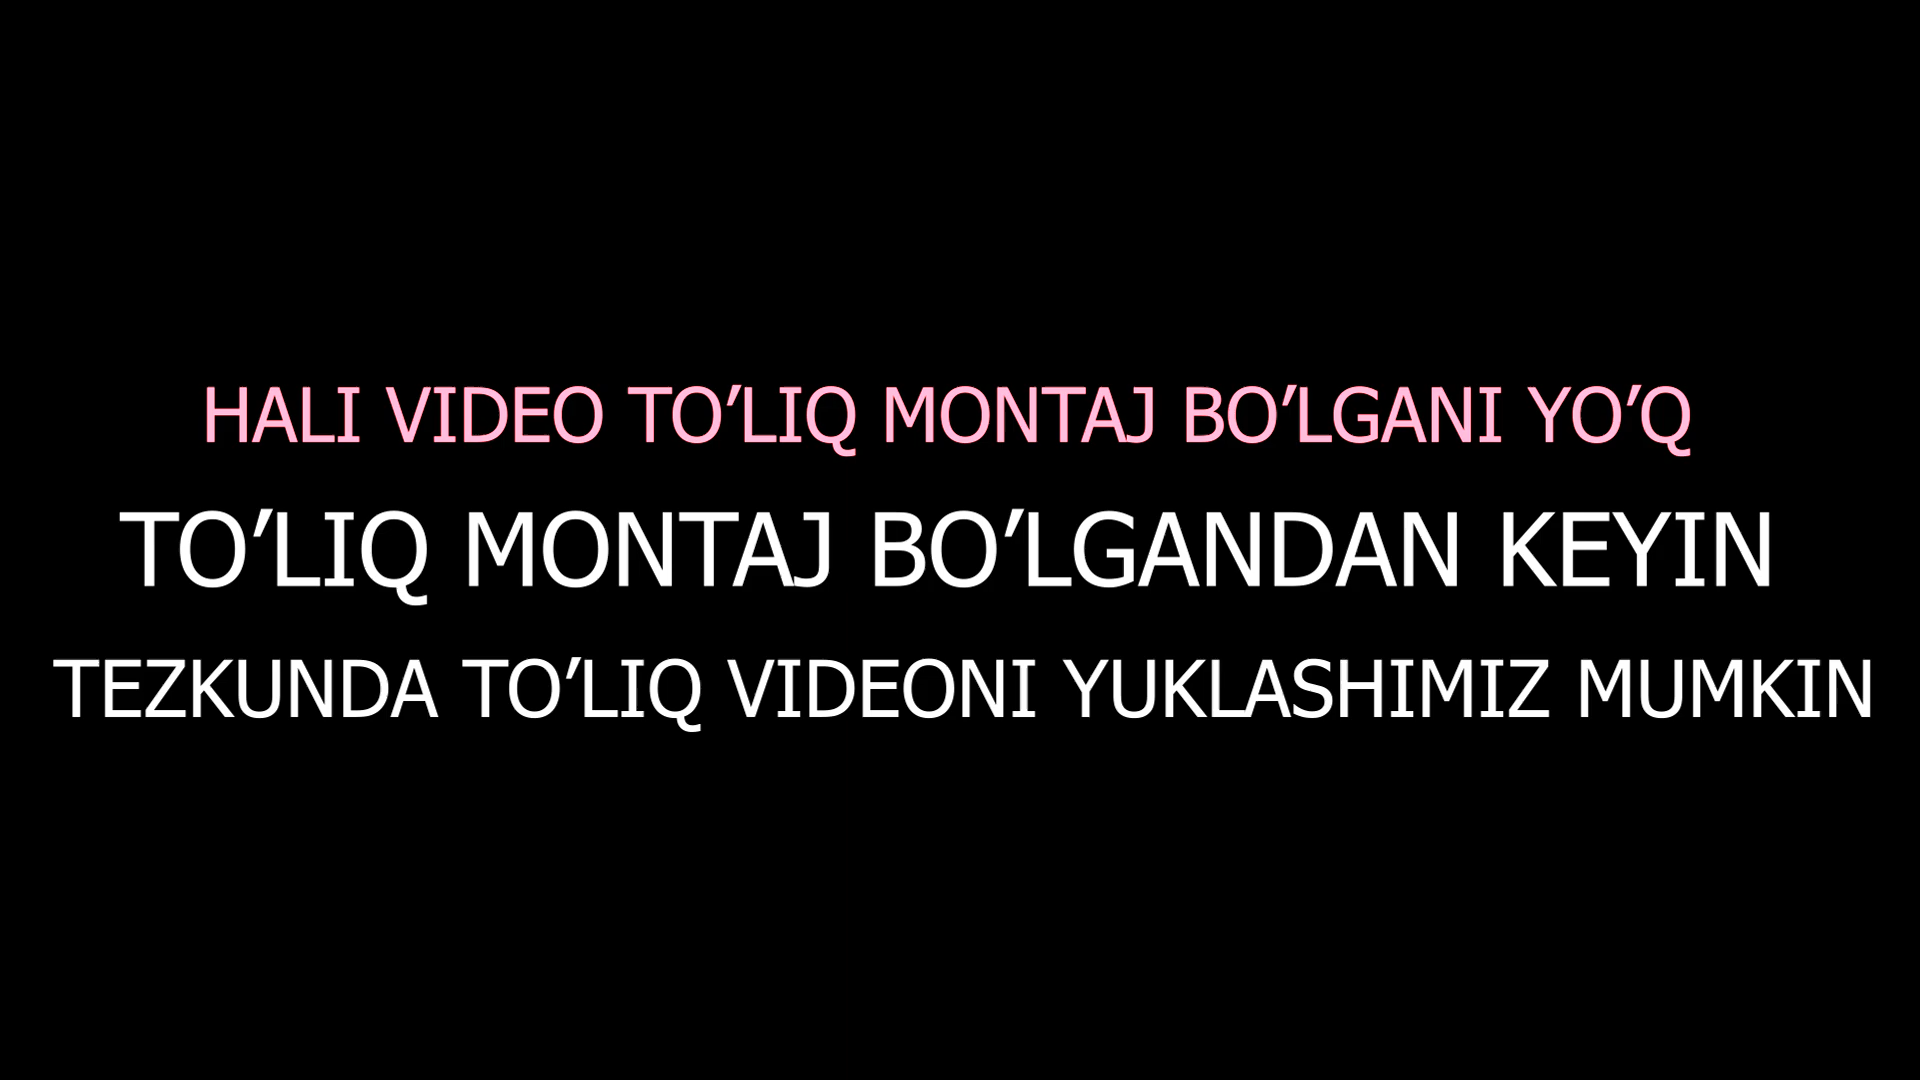 HALI VIDEO TO’LIQ MONTAJ BO’LGANI YO’Q
TO’LIQ MONTAJ BO’LGANDAN KEYIN
TEZKUNDA TO’LIQ VIDEONI YUKLASHIMIZ MUMKIN